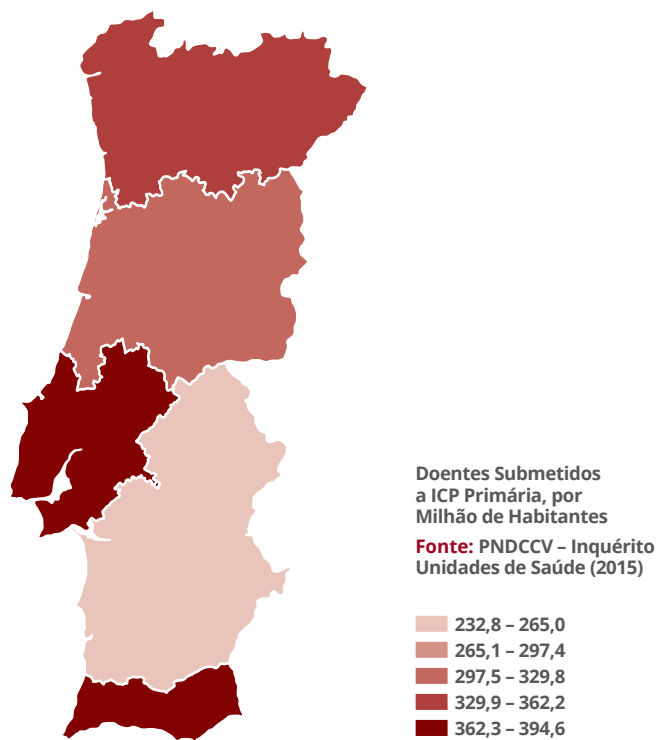 Doentes Submetidos
a ICP Primária, por
Milhão de Habitantes
Fonte: PNDCCV – Inquérito
Unidades de Saúde (2015)
232,8 – 265,0
265,1 – 297,4
297,5 – 329,8
329,9 – 362,2
362,3 – 394,6